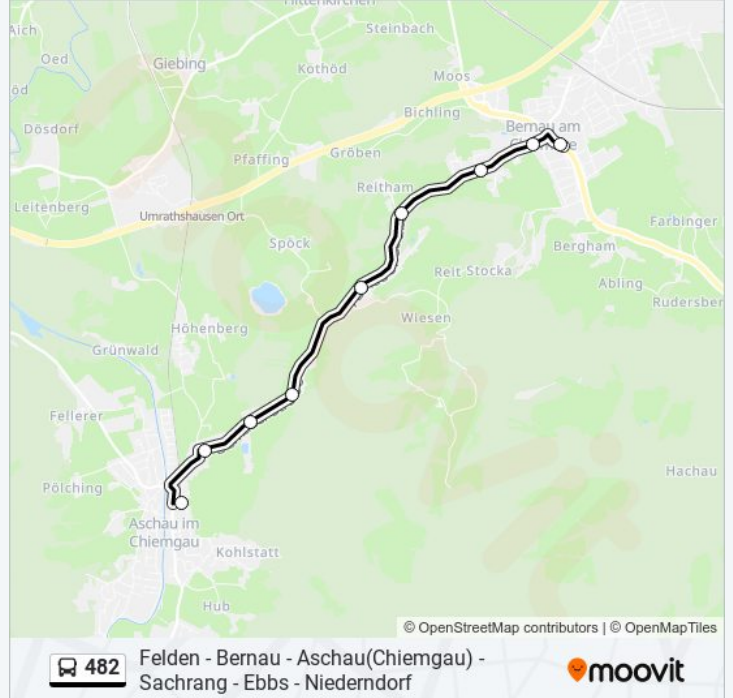 Hittenkirchen
Aich
Steinbach
Oed
Giebing
Köthöd
Moos
öd
Bichling
Dösdorf
Bernau am
Pfaffing
Gröben
Reitham
Leitenberg
Umrathshausen Ort
Farbinger
Spöck
Bergham
Reit Stocka
Abling
Rudersber
Wiesen
Höhenberg
Grünwald
Fellerer
Hachau
Pölching
Aschau im
Chiemgau
Kohlstatt
Hub
© OpenStreetMap contributors | © OpenMapTiles
482
Felden - Bernau - Aschau(Chiemgau) -
Sachrang - Ebbs - Niederndorf
moovit